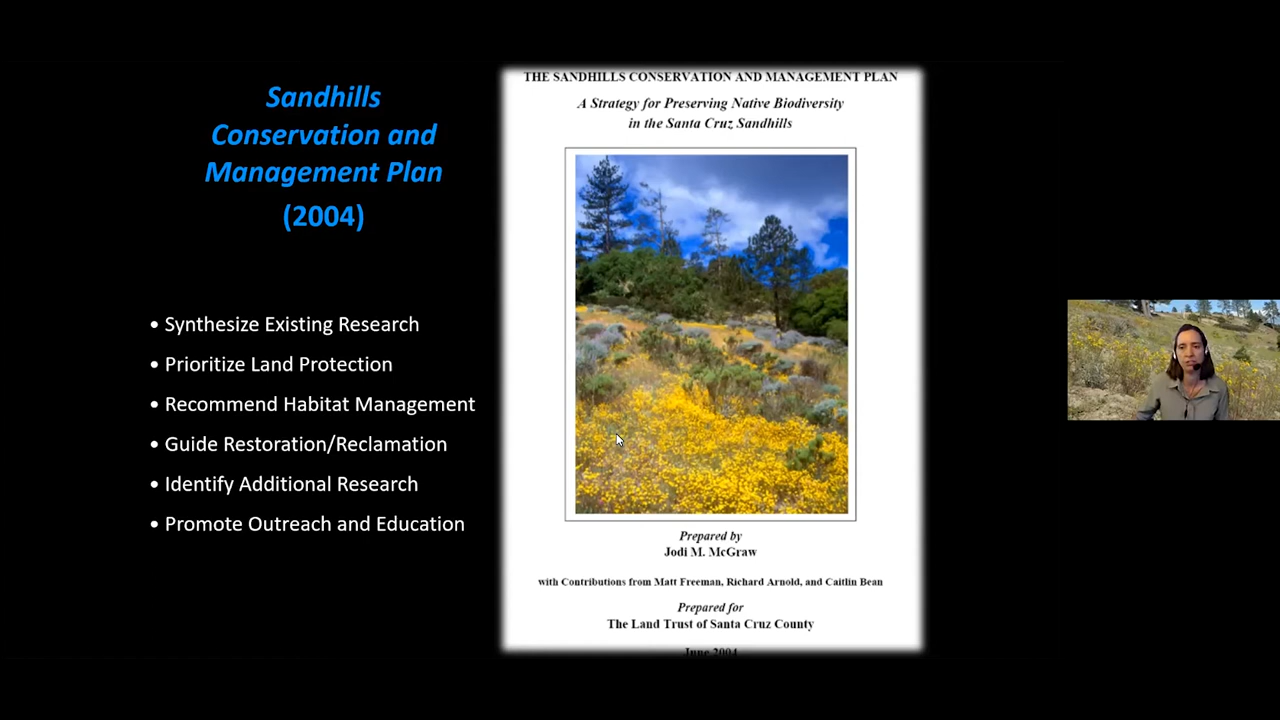 Sandhills
Conservation and
Management Plan
(2004)
• Synthesize Existing Research
• Prioritize Land Protection
• Recommend Habitat Management
• Guide Restoration/Reclamation
• Identify Additional Research
• Promote Outreach and Education
THE SANDHILLS CONSERVATION AND MANAGEMENT PLAN
A Strategy for Preserving Native Biodiversity
in the Santa Cruz Sandhills
Prepared by
Jodi M. McGraw
with Contributions from Matt Freeman, Richard Arnold, and Caitlin Bean
Prepared for
The Land Trust of Santa Cruz County
June 2004